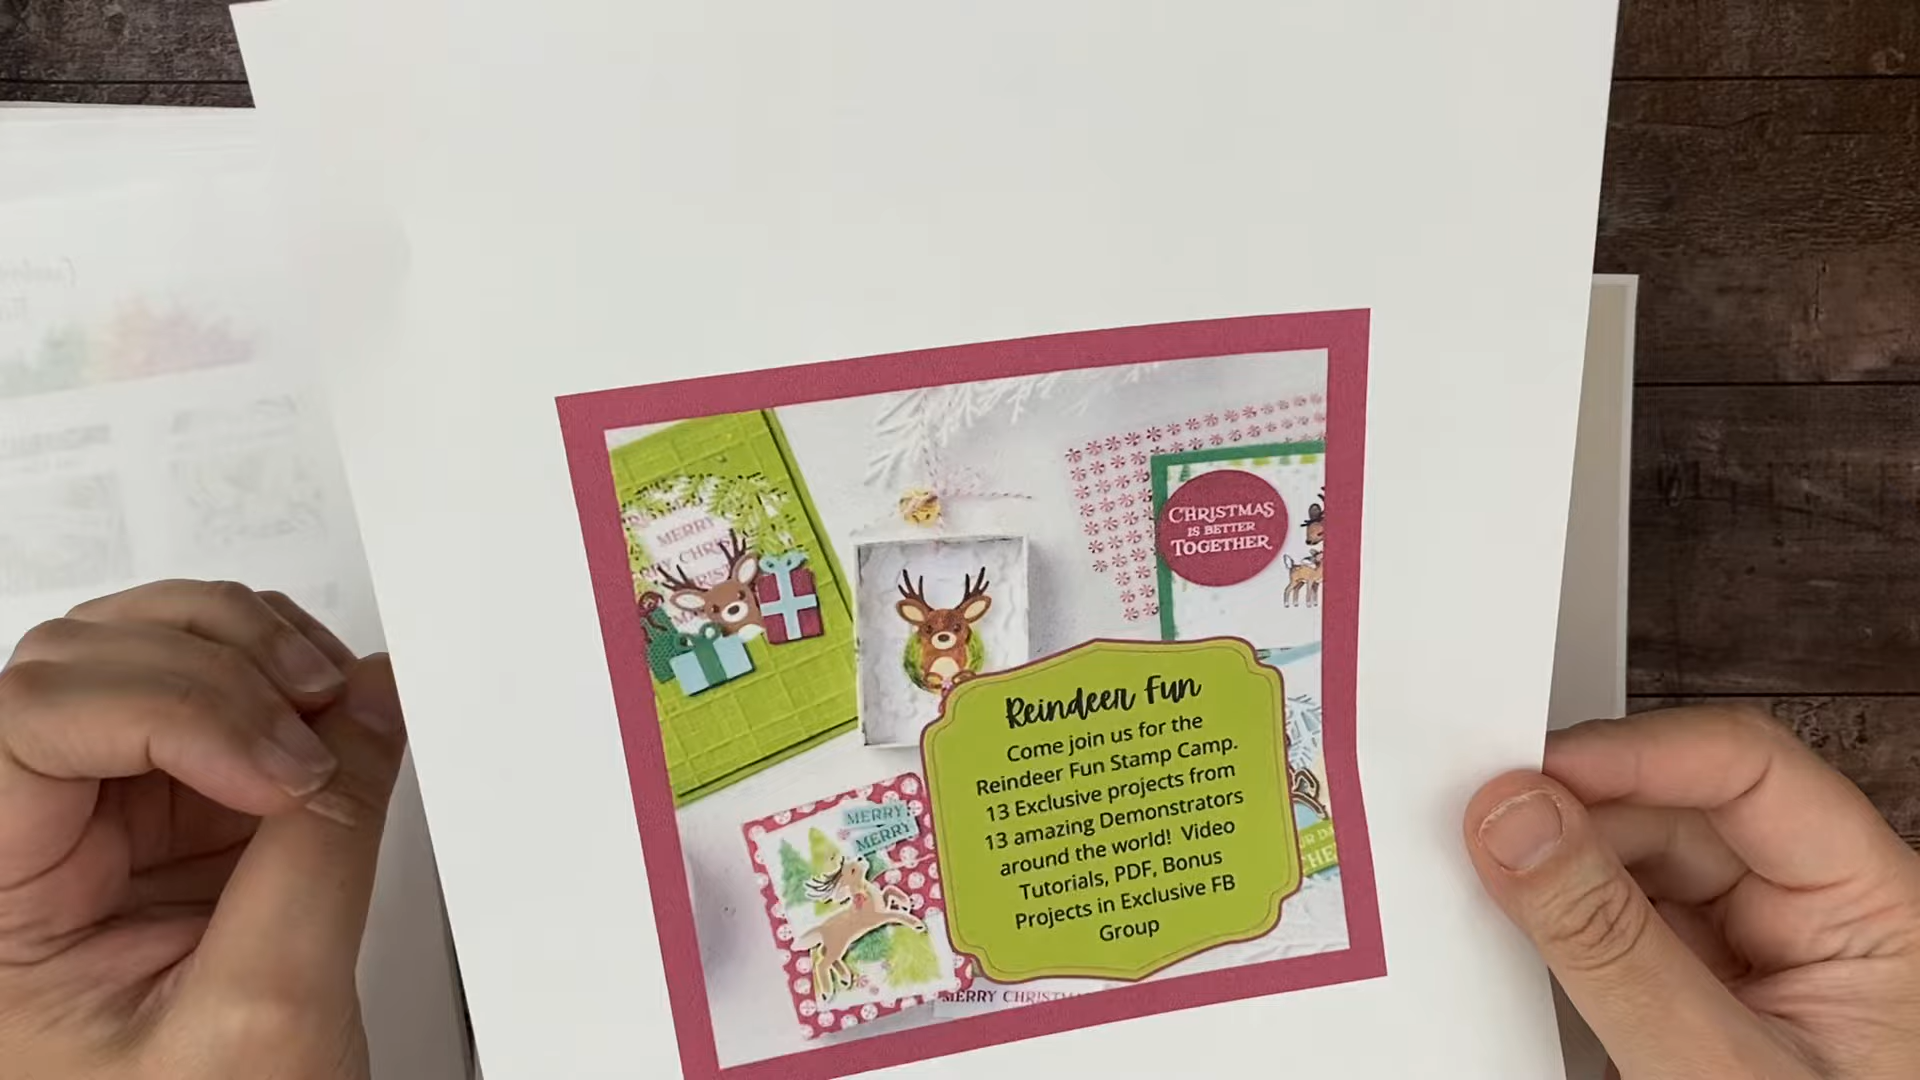 MERRY
CHRISTMAS
IS BETTER
TOGETHER
Reindeer Fun
Come join us for the
Reindeer Fun Stamp Camp.
13 Exclusive projects from
13 amazing Demonstrators
around the world! Video
Tutorials, PDF, Bonus
Projects in Exclusive FB
Group
MERRY
MERRY
MERRY CHRISTMA